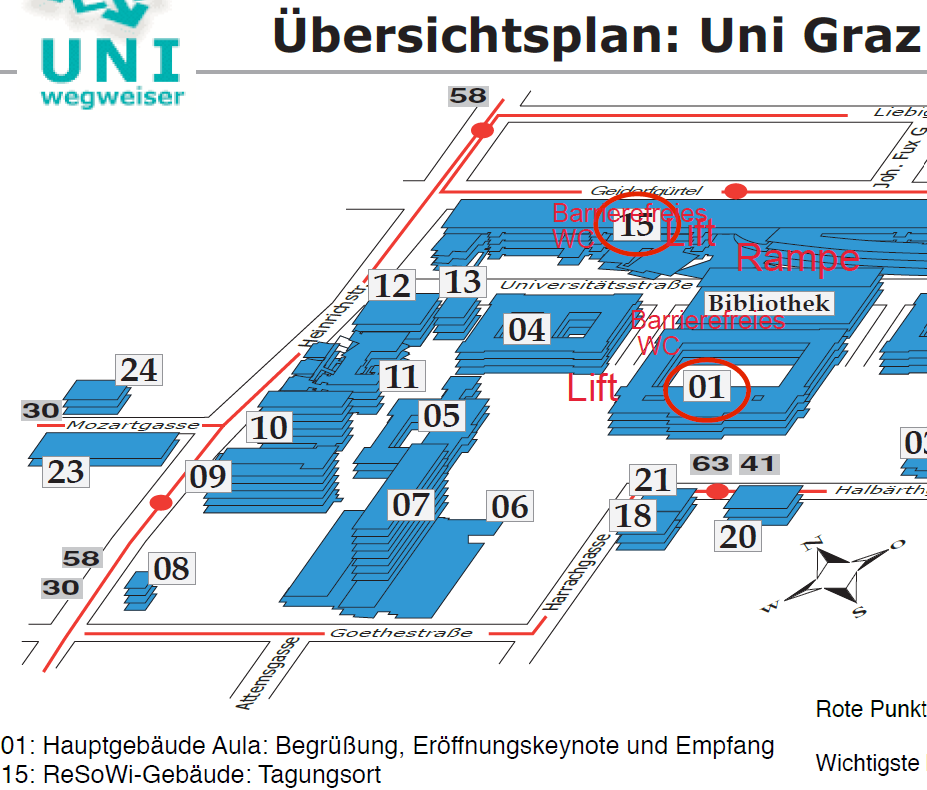 UNI
wegweiser
Übersichtsplan: Uni Graz
58
Liebig
Joh. Fux G
Geidorfgürtel
Barrierefreies
WC
15
Lift
Rampe
12
13
Universitätsstraße
Bibliothek
Heinrichstr.
04
Barrierefreies
WC
24
11
Lift
01
30
Mozartgasse
10
05
23
09
63
41
21
Halbärthg
07
06
18
20
58
08
30
Harrachgasse
N
O
W
S
Goethestraße
Attemsgasse
Rote Punkt
01: Hauptgebäude Aula: Begrüßung, Eröffnungskeynote und Empfang
Wichtigste
15: ReSoWi-Gebäude: Tagungsort